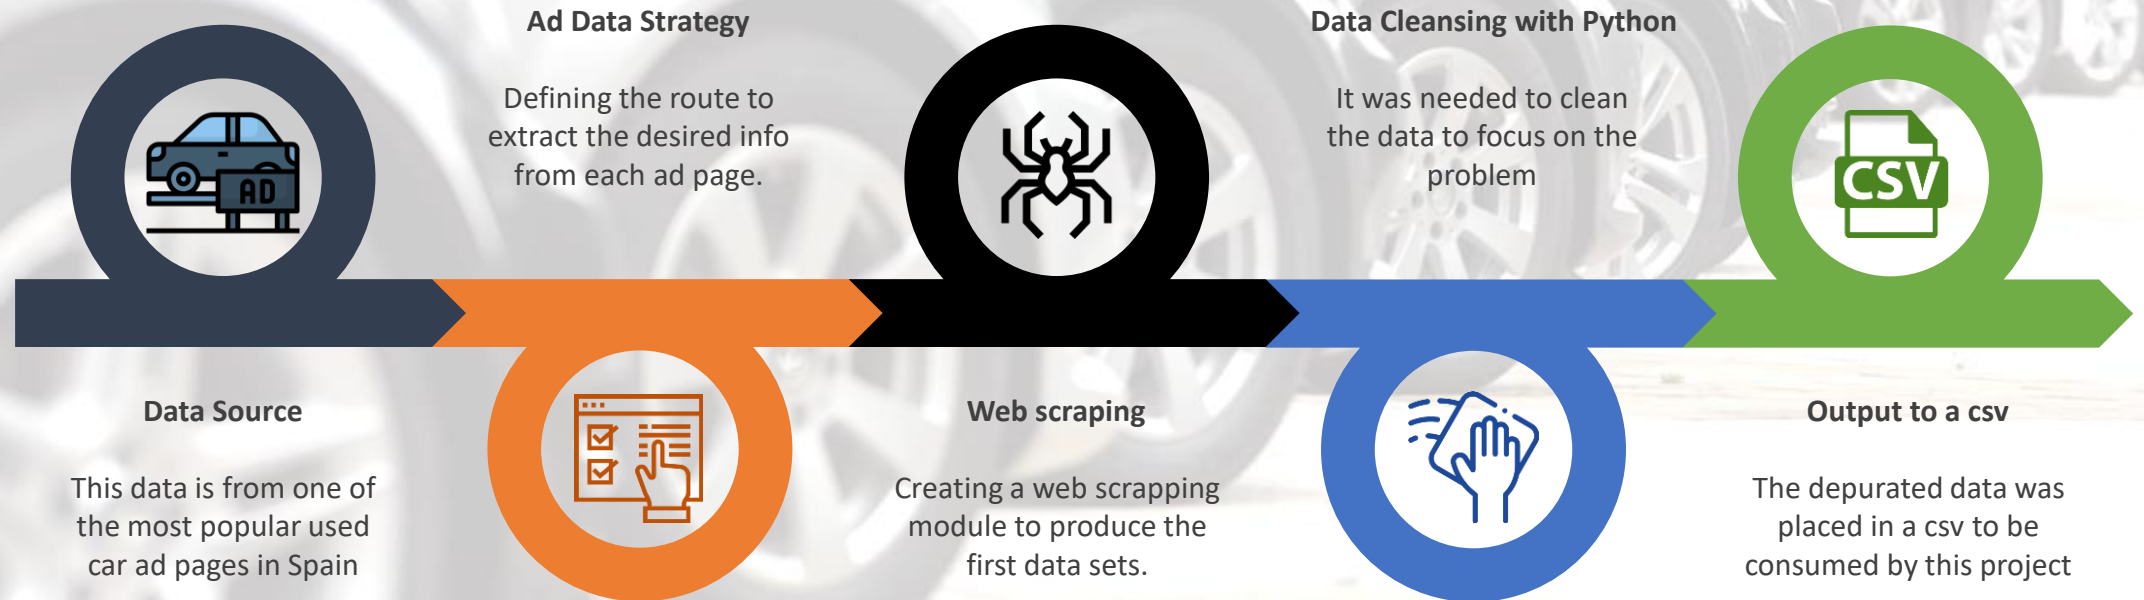 AD
Data Source
This data is from one of
the most popular used
car ad pages in Spain
Ad Data Strategy
Defining the route to
extract the desired info
from each ad page.
Web scraping
Creating a web scrapping
module to produce the
first data sets.
Data Cleansing with Python
It was needed to clean
the data to focus on the
problem
CSV
Output to a csv
The depurated data was
placed in a csv to be
consumed by this project